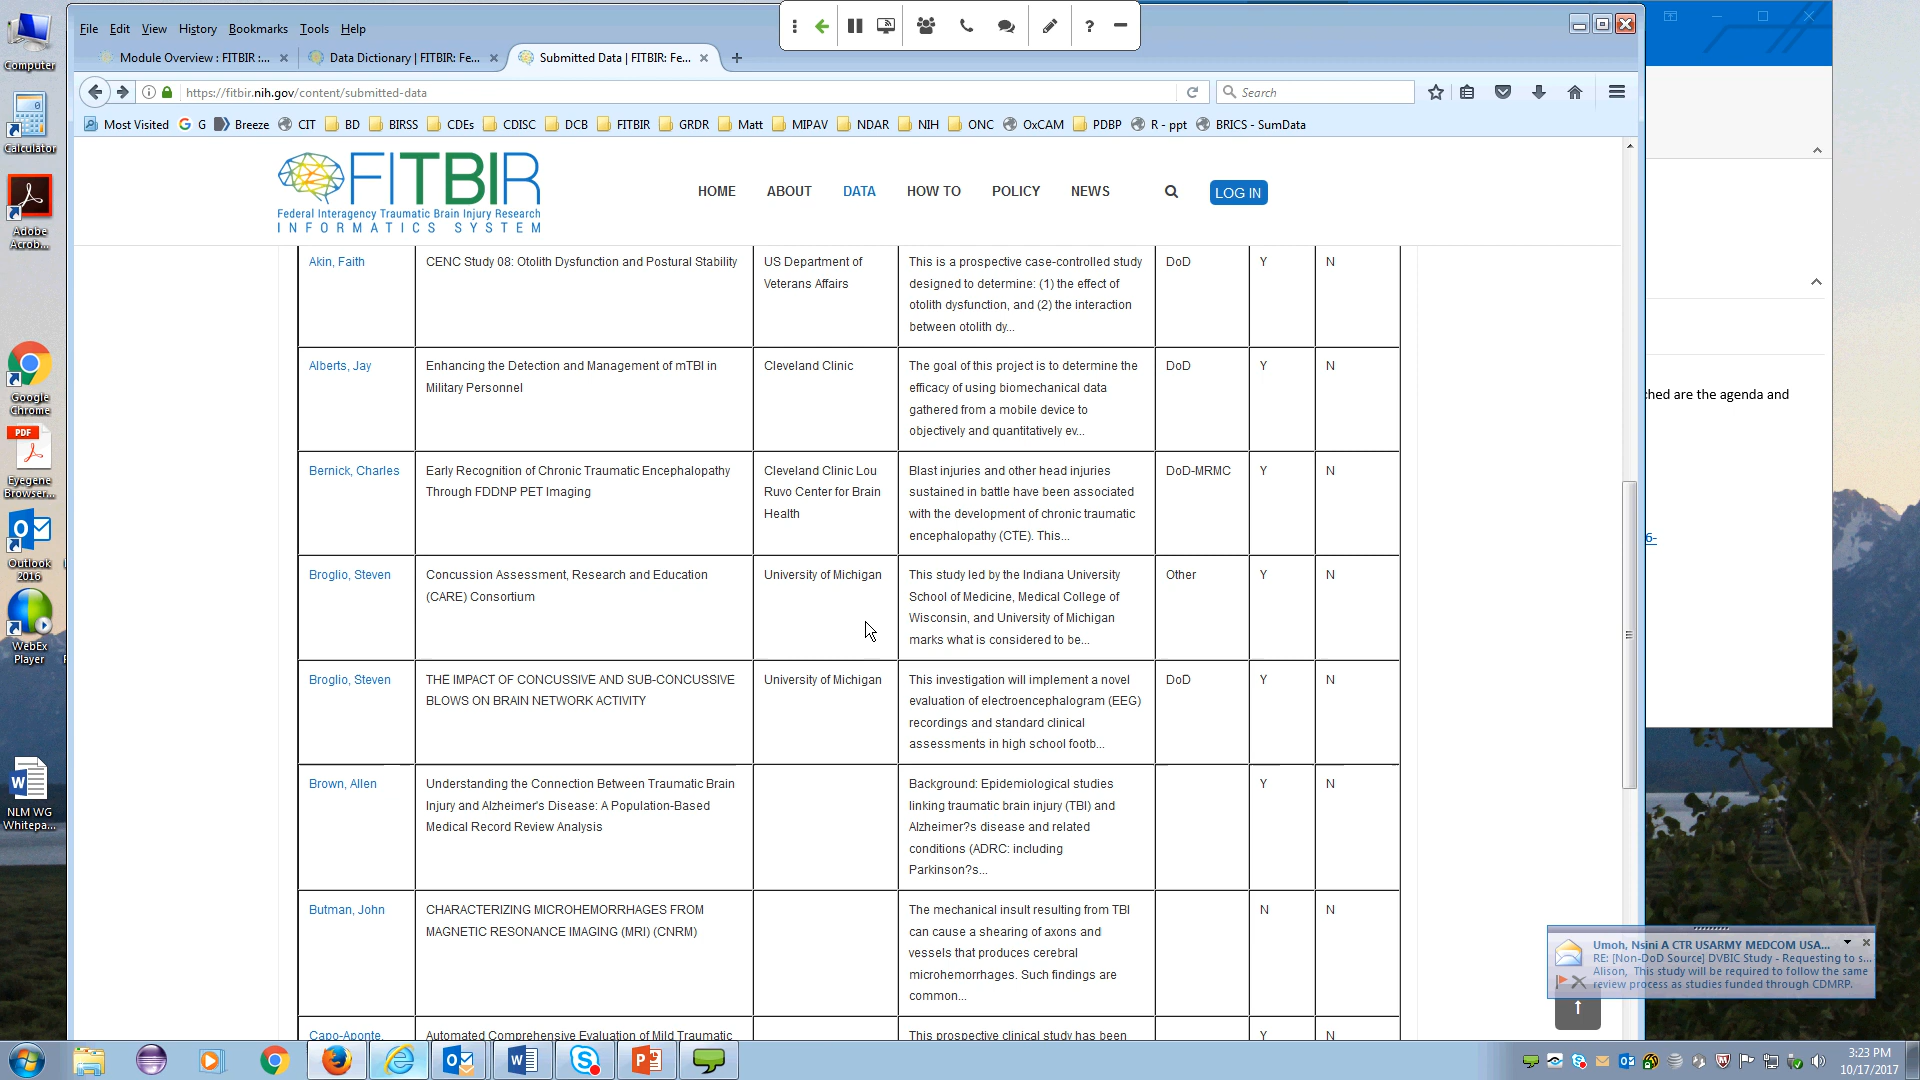 File Edit View History Bookmarks Tools Help
Module Overview : FITBIR :...
Data Dictionary | FITBIR: Fe...
Submitted Data | FITBIR: Fe...
https://fitbir.nih.gov/content/submitted-data
Search
Most Visited G Breeze CIT BD BIRSS CDEs CDISC DCB FITBIR GRDR Matt MIPAV NDAR NIH ONC OxCAM PDBP R - ppt BRICS - SumData
FITBIR
Federal Interagency Traumatic Brain Injury Research
INFORMATICS SYSTEM
HOME ABOUT DATA HOW TO POLICY NEWS LOG IN
Akin, Faith
CENC Study 08: Otolith Dysfunction and Postural Stability
US Department of
Veterans Affairs
This is a prospective case-controlled study
designed to determine: (1) the effect of
otolith dysfunction, and (2) the interaction
between otolith dy...
DoD
Y
N
Alberts, Jay
Enhancing the Detection and Management of mTBI in
Military Personnel
Cleveland Clinic
The goal of this project is to determine the
efficacy of using biomechanical data
gathered from a mobile device to
objectively and quantitatively ev...
DoD
Y
N
Bernick, Charles
Early Recognition of Chronic Traumatic Encephalopathy
Through FDDNP PET Imaging
Cleveland Clinic Lou
Ruvo Center for Brain
Health
Blast injuries and other head injuries
sustained in battle have been associated
with the development of chronic traumatic
encephalopathy (CTE). This...
DoD-MRMC
Y
N
Broglio, Steven
Concussion Assessment, Research and Education
(CARE) Consortium
University of Michigan
This study led by the Indiana University
School of Medicine, Medical College of
Wisconsin, and University of Michigan
marks what is considered to be...
Other
Y
N
Broglio, Steven
THE IMPACT OF CONCUSSIVE AND SUB-CONCUSSIVE
BLOWS ON BRAIN NETWORK ACTIVITY
University of Michigan
This investigation will implement a novel
evaluation of electroencephalogram (EEG)
recordings and standard clinical
assessments in high school footb...
DoD
Y
N
Brown, Allen
Understanding the Connection Between Traumatic Brain
Injury and Alzheimer's Disease: A Population-Based
Medical Record Review Analysis
Background: Epidemiological studies
linking traumatic brain injury (TBI) and
Alzheimer?s disease and related
conditions (ADRC: including
Parkinson?s...
Y
N
Butman, John
CHARACTERIZING MICROHEMORRHAGES FROM
MAGNETIC RESONANCE IMAGING (MRI) (CNRM)
The mechanical insult resulting from TBI
can cause a shearing of axons and
vessels that produces cerebral
microhemorrhages. Such findings are
common...
N
N
Capo-Aponte,
Automated Comprehensive Evaluation of Mild Traumatic
This prospective clinical study has been
Y
N
Computer
Calculator
Adobe
Acrob...
Google
Chrome
PDF
Eyegene
Browser...
Outlook
2016
WebEx
Player
NLM WG
Whitepa...
ched are the agenda and
6-
Umoh, Nsini A CTR USARMY MEDCOM USA...
RE: [Non-DoD Source] DVBIC Study - Requesting to s...
Alison, This study will be required to follow the same
review process as studies funded through CDMRP.
3:23 PM
10/17/2017